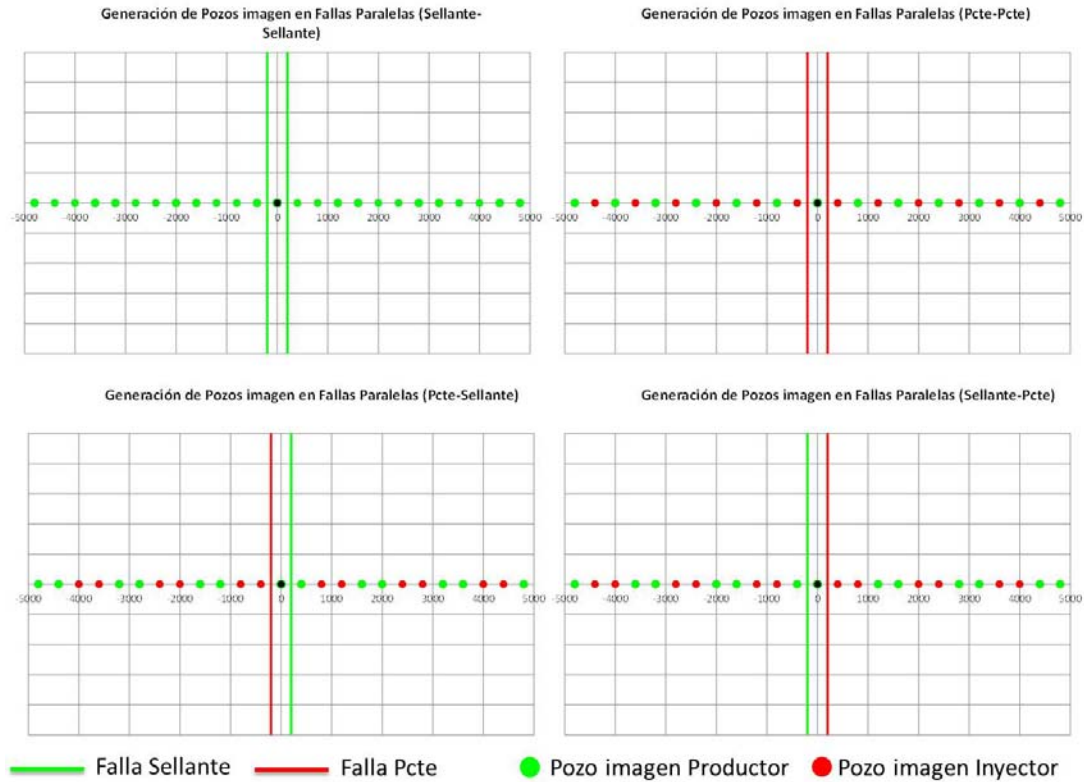 Generación de Pozos imagen en Fallas Paralelas (Sellante-
Sellante)
-5000 -4000 -3000 -2000 -1000 0 1000 2000 3000 4000 5000
Generación de Pozos imagen en Fallas Paralelas (Pcte-Pcte)
-5000 -4000 -3000 -2000 -1000 0 1000 2000 3000 4000 5000
Generación de Pozos imagen en Fallas Paralelas (Pcte-Sellante)
-5000 -4000 -3000 -2000 -1000 0 1000 2000 3000 4000 5000
Generación de Pozos imagen en Fallas Paralelas (Sellante-Pcte)
-5000 -4000 -3000 -2000 -1000 0 1000 2000 3000 4000 5000
Falla Sellante Falla Pcte Pozo imagen Productor Pozo imagen Inyector